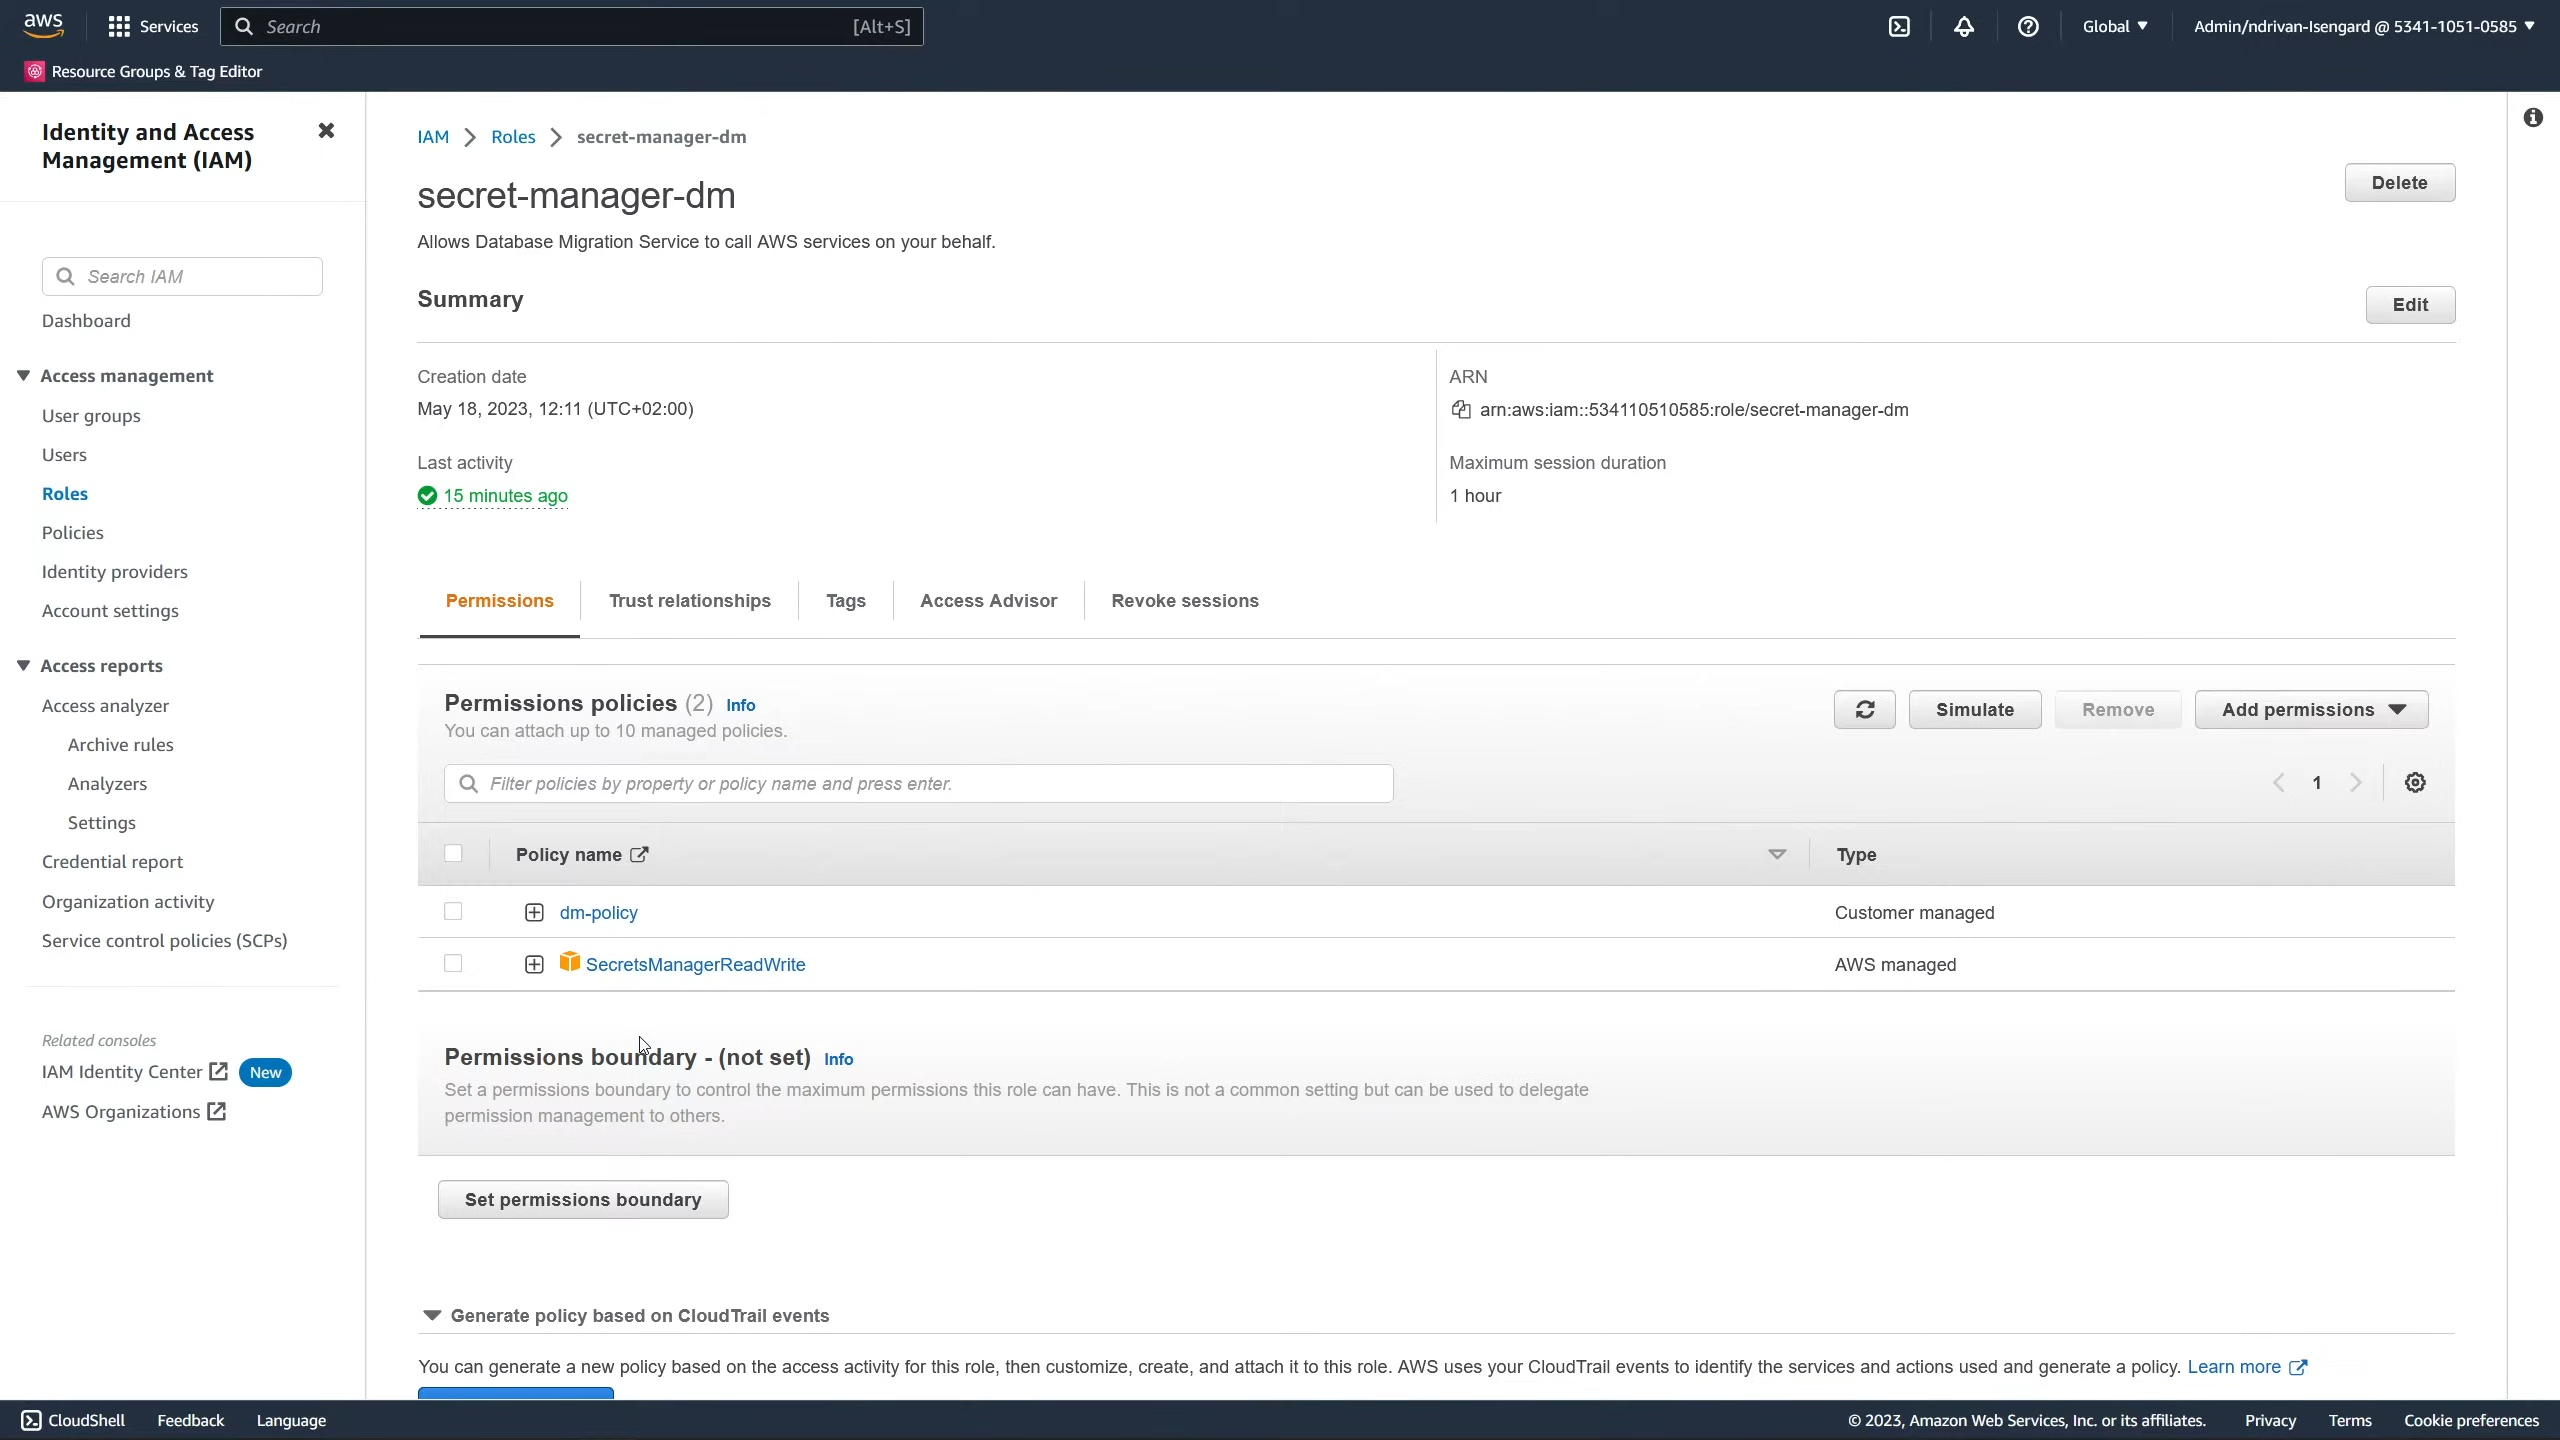 aws
Services
Search
[Alt+S]
Global
Admin/ndrivan-Isengard @ 5341-1051-0585
Resource Groups & Tag Editor
Identity and Access
Management (IAM)
Search IAM
Dashboard
Access management
User groups
Users
Roles
Policies
Identity providers
Account settings
Access reports
Access analyzer
Archive rules
Analyzers
Settings
Credential report
Organization activity
Service control policies (SCPs)
Related consoles
IAM Identity Center
New
AWS Organizations
IAM
Roles
secret-manager-dm
secret-manager-dm
Delete
Allows Database Migration Service to call AWS services on your behalf.
Summary
Edit
Creation date
May 18, 2023, 12:11 (UTC+02:00)
Last activity
15 minutes ago
ARN
arn:aws:iam::534110510585:role/secret-manager-dm
Maximum session duration
1 hour
Permissions
Trust relationships
Tags
Access Advisor
Revoke sessions
Permissions policies (2) Info
You can attach up to 10 managed policies.
Simulate
Remove
Add permissions
Filter policies by property or policy name and press enter.
1
Policy name
Type
dm-policy
Customer managed
SecretsManagerReadWrite
AWS managed
Permissions boundary - (not set) Info
Set a permissions boundary to control the maximum permissions this role can have. This is not a common setting but can be used to delegate
permission management to others.
Set permissions boundary
Generate policy based on CloudTrail events
You can generate a new policy based on the access activity for this role, then customize, create, and attach it to this role. AWS uses your CloudTrail events to identify the services and actions used and generate a policy. Learn more
CloudShell
Feedback
Language
© 2023, Amazon Web Services, Inc. or its affiliates.
Privacy
Terms
Cookie preferences